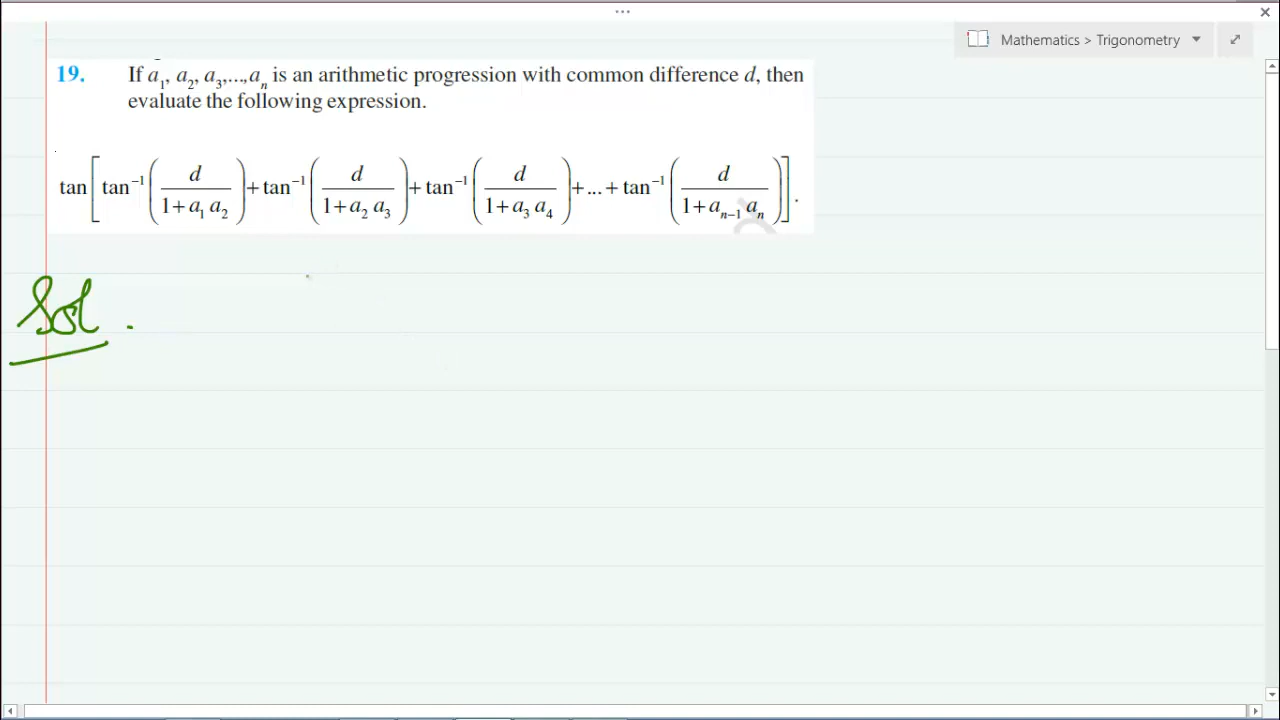 Mathematics > Trigonometry
19. If a₁, a₂, a₃,...,aₙ is an arithmetic progression with common difference d, then
evaluate the following expression.
tan[tan⁻¹(d/(1+a₁ a₂))+tan⁻¹(d/(1+a₂ a₃))+tan⁻¹(d/(1+a₃ a₄))+...+tan⁻¹(d/(1+aₙ₋₁ aₙ))].
Sol.